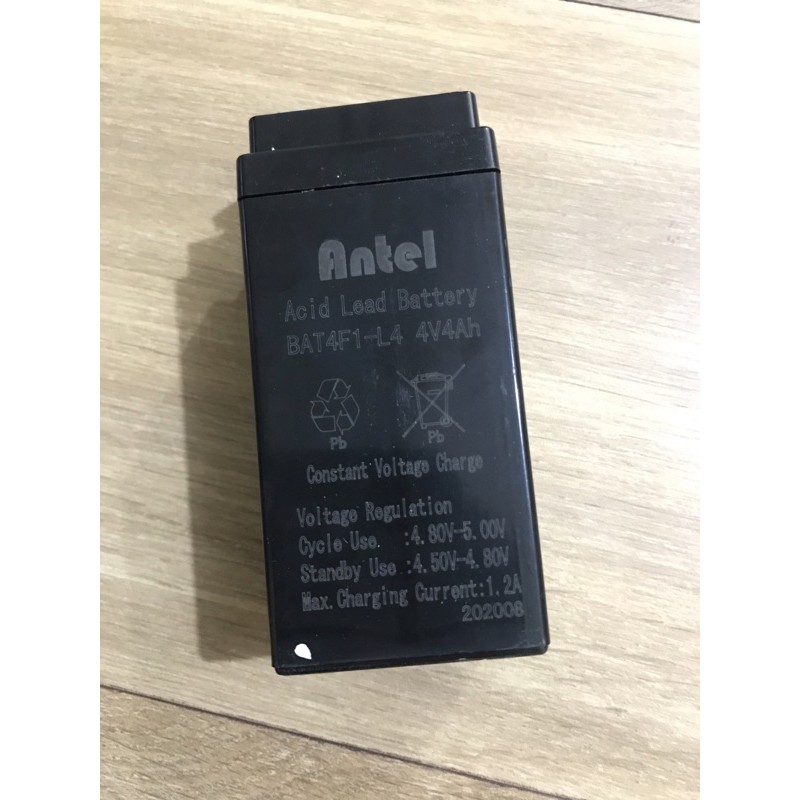 Antel
Acid Lead Battery
BAT4F1-L4 4V4Ah
Pb Pb
Constant Voltage Charge
Voltage Regulation
Cycle Use. :4.80V-5.00V
Standby Use :4.50V-4.80V
Max. Charging Current:1.2A
202008